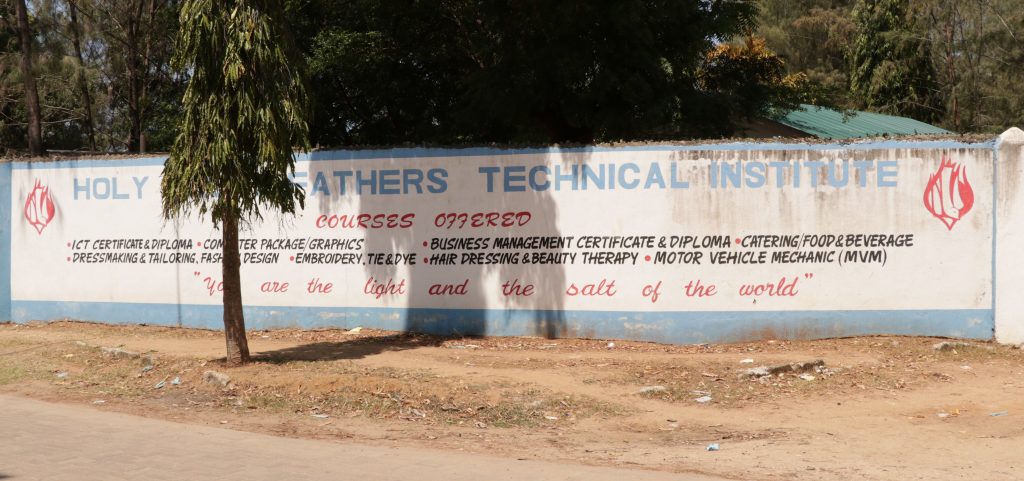 HOLY FATHERS TECHNICAL INSTITUTE
COURSES OFFERED
•ICT CERTIFICATE & DIPLOMA •COMPUTER PACKAGE/GRAPHICS •BUSINESS MANAGEMENT CERTIFICATE & DIPLOMA •CATERING/FOOD & BEVERAGE
•DRESSMAKING & TAILORING, FASHION DESIGN •EMBROIDERY, TIE & DYE •HAIR DRESSING & BEAUTY THERAPY •MOTOR VEHICLE MECHANIC (MVM)
"You are the light and the salt of the world"